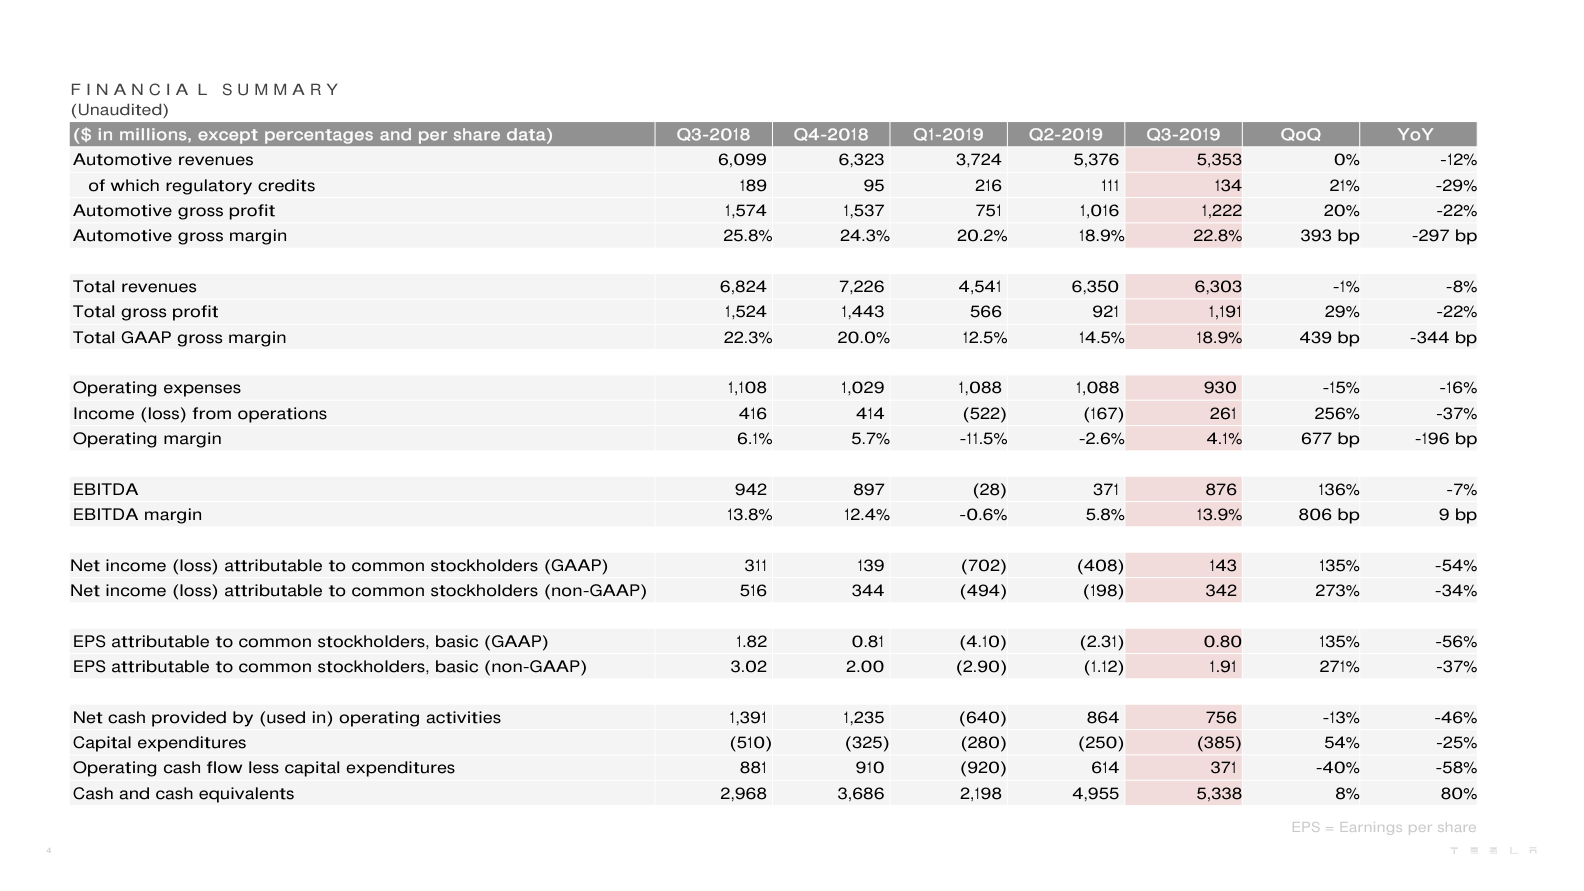 FINANCIAL SUMMARY
(Unaudited)
($ in millions, except percentages and per share data) Q3-2018 Q4-2018 Q1-2019 Q2-2019 Q3-2019 QoQ YoY
Automotive revenues 6,099 6,323 3,724 5,376 5,353 0% -12%
of which regulatory credits 189 95 216 111 134 21% -29%
Automotive gross profit 1,574 1,537 751 1,016 1,222 20% -22%
Automotive gross margin 25.8% 24.3% 20.2% 18.9% 22.8% 393 bp -297 bp
Total revenues 6,824 7,226 4,541 6,350 6,303 -1% -8%
Total gross profit 1,524 1,443 566 921 1,191 29% -22%
Total GAAP gross margin 22.3% 20.0% 12.5% 14.5% 18.9% 439 bp -344 bp
Operating expenses 1,108 1,029 1,088 1,088 930 -15% -16%
Income (loss) from operations 416 414 (522) (167) 261 256% -37%
Operating margin 6.1% 5.7% -11.5% -2.6% 4.1% 677 bp -196 bp
EBITDA 942 897 (28) 371 876 136% -7%
EBITDA margin 13.8% 12.4% -0.6% 5.8% 13.9% 806 bp 9 bp
Net income (loss) attributable to common stockholders (GAAP) 311 139 (702) (408) 143 135% -54%
Net income (loss) attributable to common stockholders (non-GAAP) 516 344 (494) (198) 342 273% -34%
EPS attributable to common stockholders, basic (GAAP) 1.82 0.81 (4.10) (2.31) 0.80 135% -56%
EPS attributable to common stockholders, basic (non-GAAP) 3.02 2.00 (2.90) (1.12) 1.91 271% -37%
Net cash provided by (used in) operating activities 1,391 1,235 (640) 864 756 -13% -46%
Capital expenditures (510) (325) (280) (250) (385) 54% -25%
Operating cash flow less capital expenditures 881 910 (920) 614 371 -40% -58%
Cash and cash equivalents 2,968 3,686 2,198 4,955 5,338 8% 80%
EPS = Earnings per share
4 TESLA